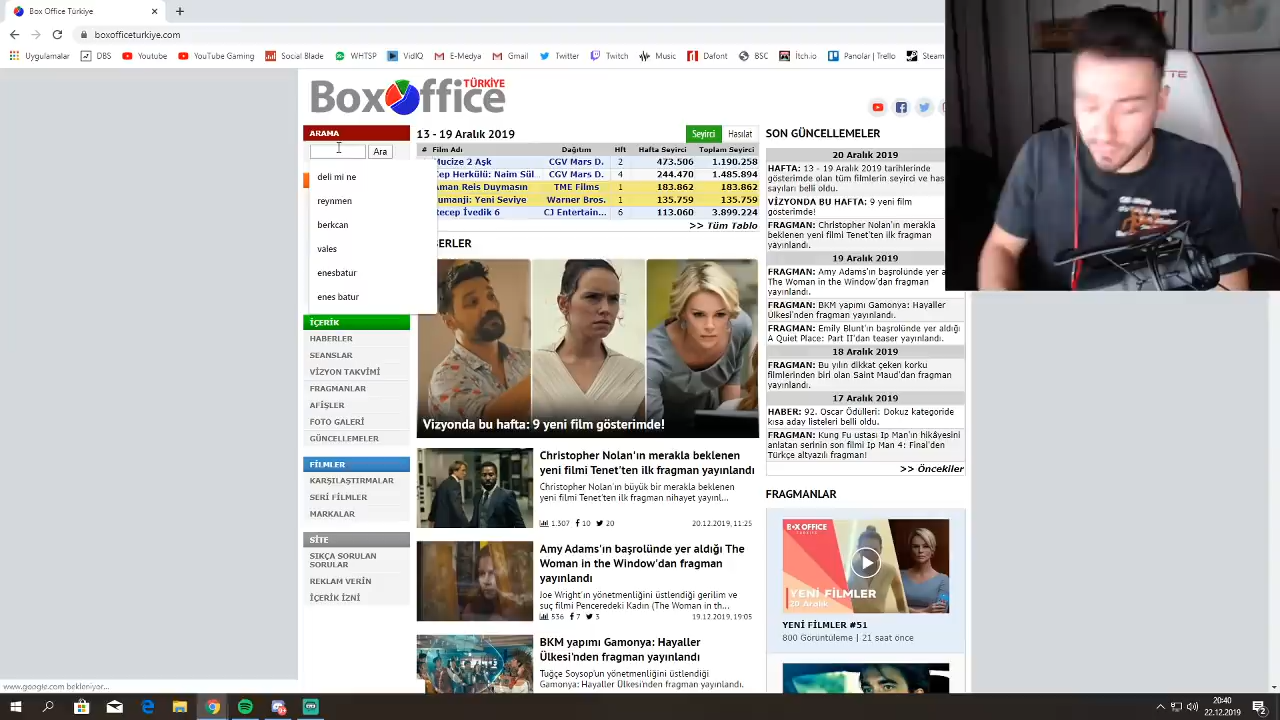 Box Office Türkiye
boxofficeturkiye.com
Uygulamalar
DBS
Youtube
YouTube Gaming
Social Blade
WHTSP
VidIQ
E-Medya
Gmail
Twitter
Twitch
Müzik
Dafont
BSC
İtch.io
Panolar | Trello
Steam
BoxOffice
TÜRKİYE
ARAMA
Ara
deli mi ne
reynmen
berkcan
vales
enesbatur
enes batur
İÇERİK
HABERLER
SEANSLAR
VİZYON TAKVİMİ
FRAGMANLAR
AFİŞLER
FOTO GALERİ
GÜNCELLEMELER
FİLMLER
KARŞILAŞTIRMALAR
SERİ FİLMLER
MARKALAR
SİTE
SIKÇA SORULAN
SORULAR
REKLAM VERİN
İÇERİK İZNİ
13 - 19 Aralık 2019
Seyirci
Hasılat
# Film Adı Dağıtım Hft Hafta Seyirci Toplam Seyirci
Mucize 2 Aşk CGV Mars D. 2 473.506 1.190.258
Cep Herkülü: Naim Sül... CGV Mars D. 4 244.470 1.485.894
Aman Reis Duymasın TME Films 1 183.862 183.862
Jumanji: Yeni Seviye Warner Bros. 1 135.759 135.759
Recep İvedik 6 CJ Entertain... 6 113.060 3.899.224
>> Tüm Tablo
BERLER
Vizyonda bu hafta: 9 yeni film gösterimde!
Christopher Nolan'ın merakla beklenen
yeni filmi Tenet'ten ilk fragman yayınlandı
Christopher Nolan'ın büyük bir merakla beklenen
yeni filmi Tenet'ten ilk fragman nihayet yayınl...
1.307 10 20 20.12.2019, 11:25
Amy Adams'ın başrolünde yer aldığı The
Woman in the Window'dan fragman
yayınlandı
Joe Wright'ın yönetmenliğini üstlendiği gerilim ve
suç filmi Penceredeki Kadın (The Woman in th...
536 7 3 19.12.2019, 19:05
BKM yapımı Gamonya: Hayaller
Ülkesi'nden fragman yayınlandı
Tuğçe Soysop'un yönetmenliğini üstlendiği
Gamonya: Hayaller Ülkesi'nden fragman yayınl...
SON GÜNCELLEMELER
20 Aralık 2019
HAFTA: 13 - 19 Aralık 2019 tarihlerinde
gösterimde olan tüm filmlerin seyirci ve has
sayıları belli oldu.
VİZYONDA BU HAFTA: 9 yeni film
gösterimde!
FRAGMAN: Christopher Nolan'ın merakla
beklenen yeni filmi Tenet'ten ilk fragman
yayınlandı.
19 Aralık 2019
FRAGMAN: Amy Adams'ın başrolünde yer
aldığı The Woman in the Window'dan
fragman yayınlandı.
FRAGMAN: BKM yapımı Gamonya: Hayaller
Ülkesi'nden fragman yayınlandı.
FRAGMAN: Emily Blunt'ın başrolünde yer aldığı
A Quiet Place: Part II'dan teaser yayınlandı.
18 Aralık 2019
FRAGMAN: Bu yılın dikkat çeken korku
filmlerinden biri olan Saint Maud'dan fragman
yayınlandı.
17 Aralık 2019
HABER: 92. Oscar Ödülleri: Dokuz kategoride
kısa aday listeleri belli oldu.
FRAGMAN: Kung Fu ustası Ip Man'in hikâyesini
anlatan serinin son filmi Ip Man 4: Final'den
Türkçe altyazılı fragman!
>> Öncekiler
FRAGMANLAR
BOX OFFICE
YENİ FİLMLER
20 Aralık
YENİ FİLMLER #51
800 Görüntüleme | 21 saat önce
www.google.com bekleniyor...
20:40
22.12.2019
2